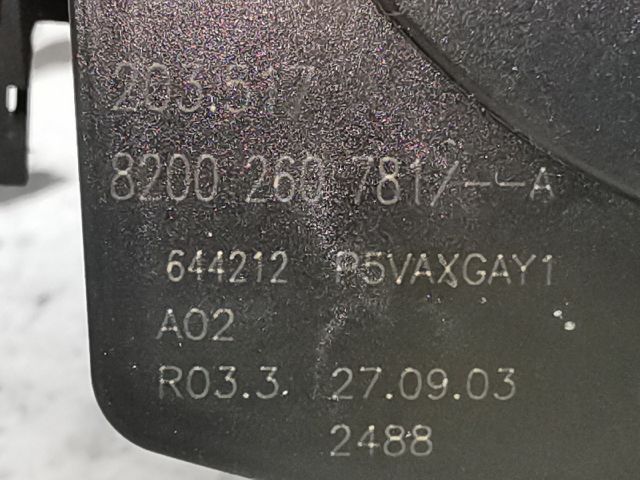 203.517
8200 260 781/--A
644212 P5VAXGAY1
A02
R03.3. 27.09.03
2488